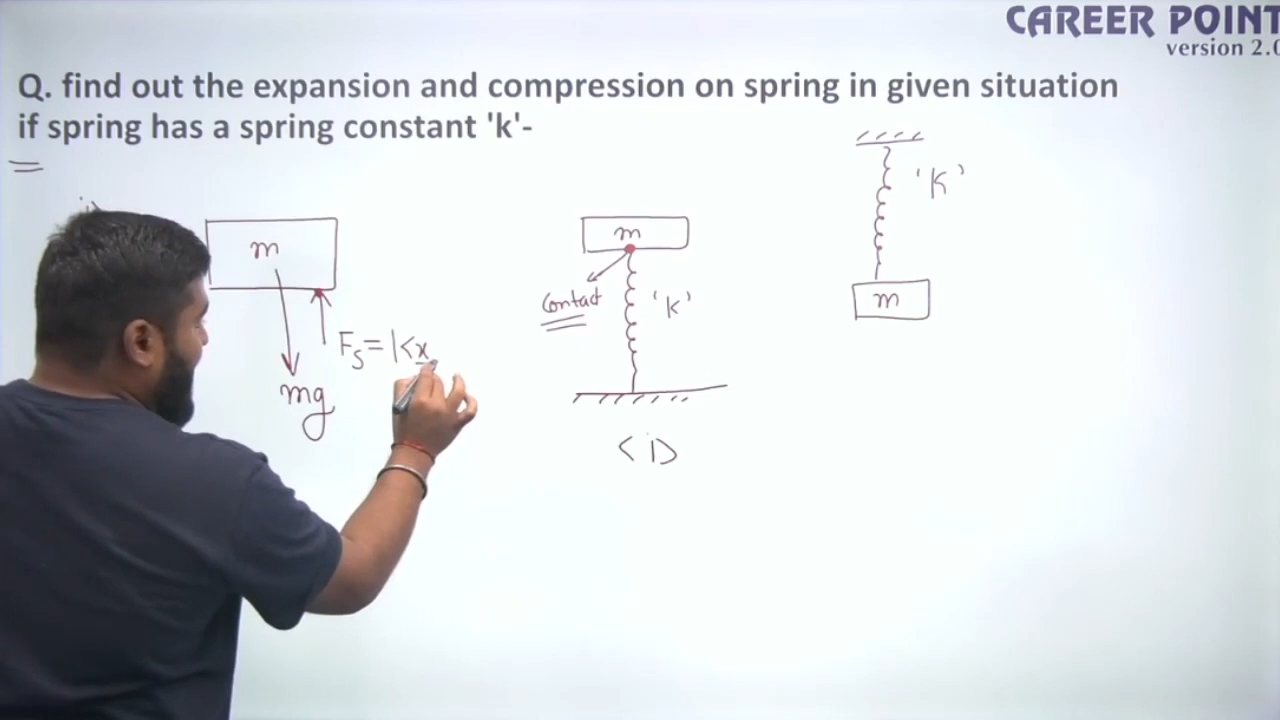 CAREER POINT
version 2.0
Q. find out the expansion and compression on spring in given situation
if spring has a spring constant 'k'-
'K'
m
m
m
Contact
'K'
Fs = Kx
mg
<i>